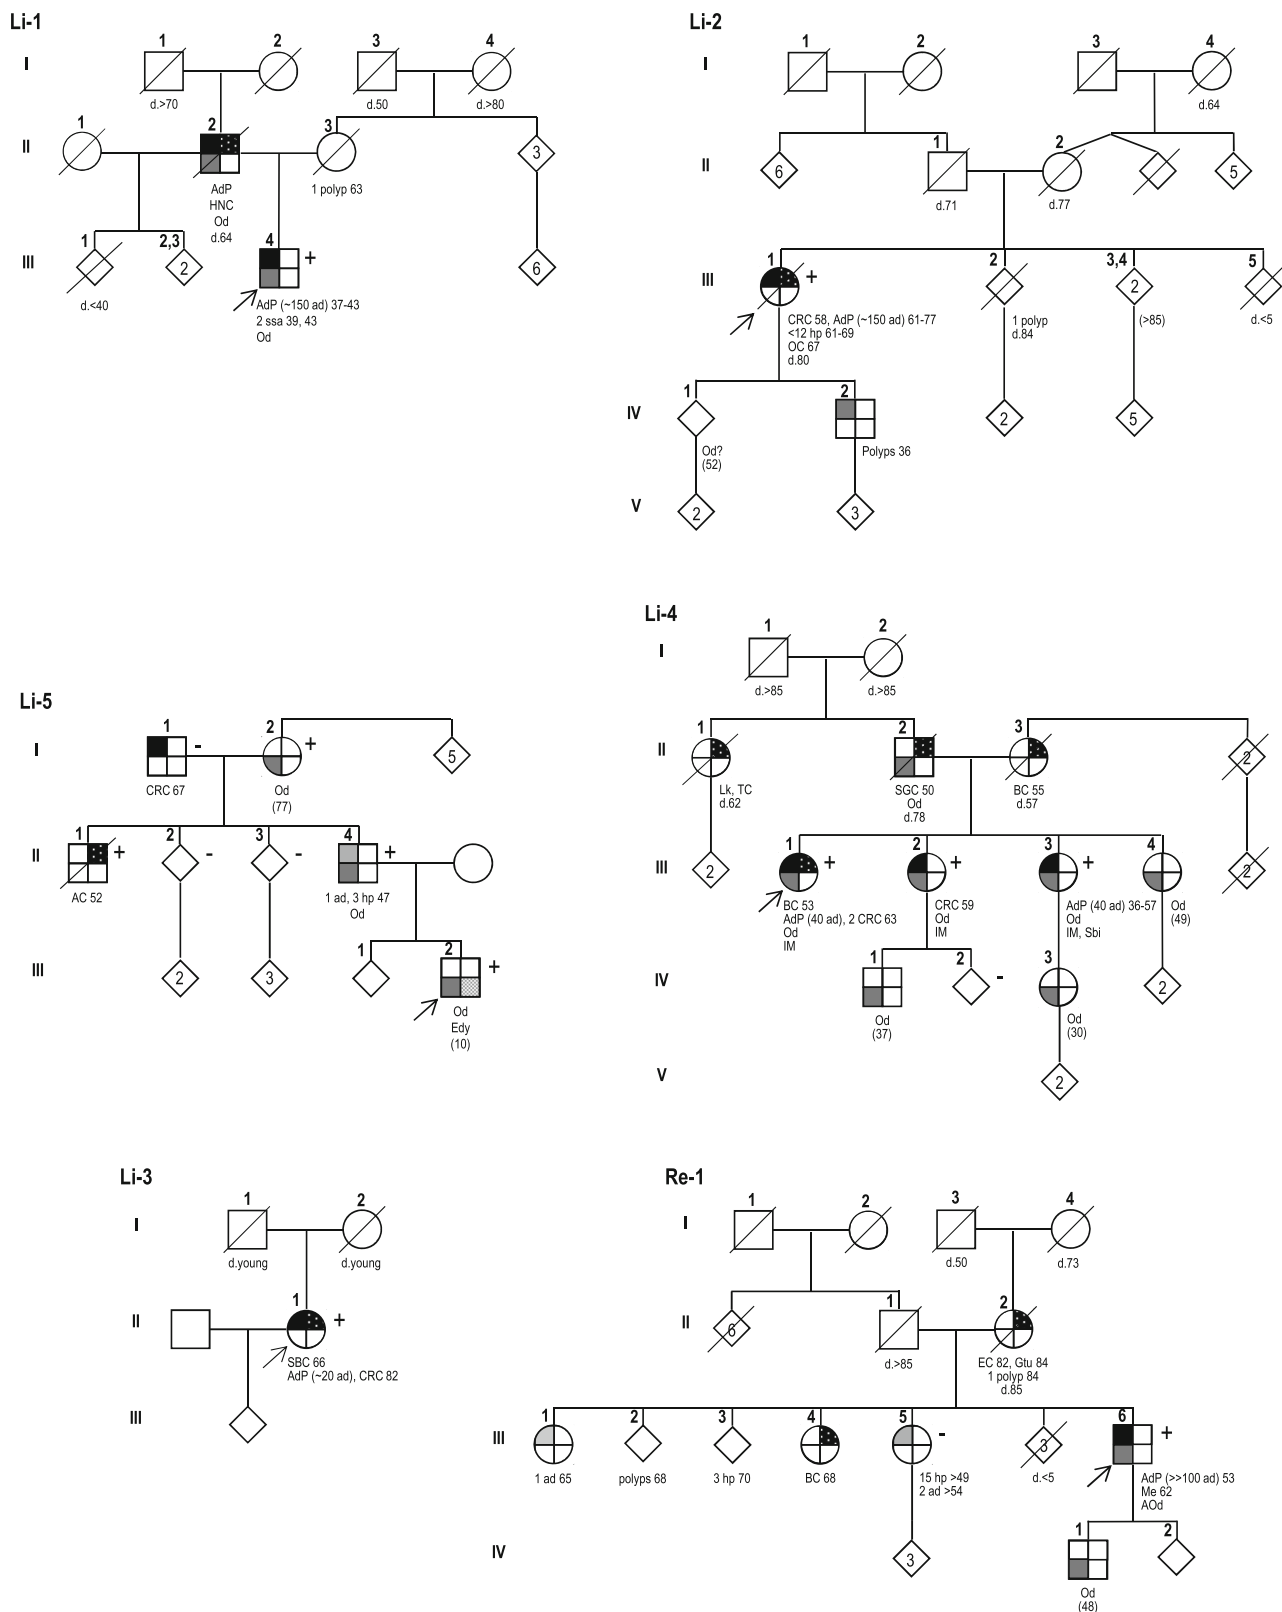 Li-1
I
1
2
3
4
d.>70
d.50
d.>80
II
1
2
3
3
AdP
HNC
Od
d.64
1 polyp 63
III
1
2,3
2
4
+
6
d.<40
AdP (~150 ad) 37-43
2 ssa 39, 43
Od
Li-2
I
1
2
3
4
d.64
II
6
1
2
5
d.71
d.77
III
1
+
2
3,4
2
5
CRC 58, AdP (~150 ad) 61-77
<12 hp 61-69
OC 67
d.80
1 polyp
d.84
(>85)
d.<5
IV
1
2
2
5
Od?
(52)
Polyps 36
V
2
3
Li-5
I
1
-
2
+
5
CRC 67
Od
(77)
II
1
+
2
-
3
-
4
+
AC 52
1 ad, 3 hp 47
Od
III
2
3
1
2
+
Od
Edy
(10)
Li-4
I
1
2
d.>85
d.>85
II
1
2
3
2
Lk, TC
d.62
SGC 50
Od
d.78
BC 55
d.57
III
2
1
+
2
+
3
+
4
2
BC 53
AdP (40 ad), 2 CRC 63
Od
IM
CRC 59
Od
IM
AdP (40 ad) 36-57
Od
IM, Sbi
Od
(49)
IV
1
2
-
3
2
Od
(37)
Od
(30)
V
2
Li-3
I
1
2
d.young
d.young
II
1
+
SBC 66
AdP (~20 ad), CRC 82
III
Re-1
I
1
2
3
4
d.50
d.73
II
6
1
2
d.>85
EC 82, Gtu 84
1 polyp 84
d.85
III
1
2
3
4
5
-
3
6
+
1 ad 65
polyps 68
3 hp 70
BC 68
15 hp >49
2 ad >54
d.<5
AdP (>>100 ad) 53
Me 62
AOd
IV
3
1
2
Od
(48)